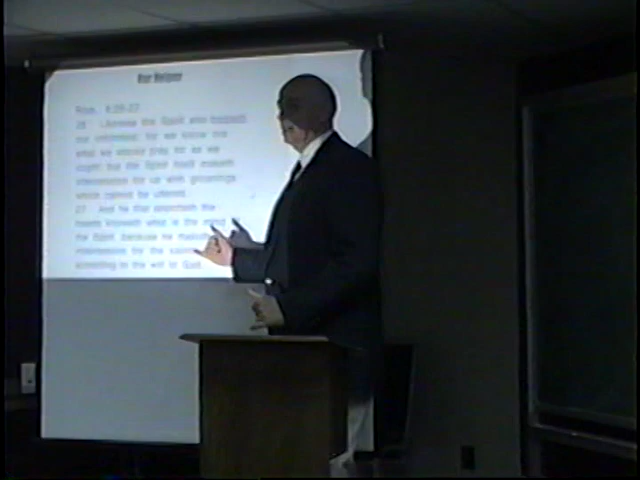 Our Helper
Rom. 8:26-27
26 Likewise the Spirit also helpeth
our infirmities: for we know not
what we should pray for as we
ought: but the Spirit itself maketh
intercession for us with groanings
which cannot be uttered.
27 And he that searcheth the
hearts knoweth what is the mind
the Spirit, because he
intercession for the
according to the will of God.